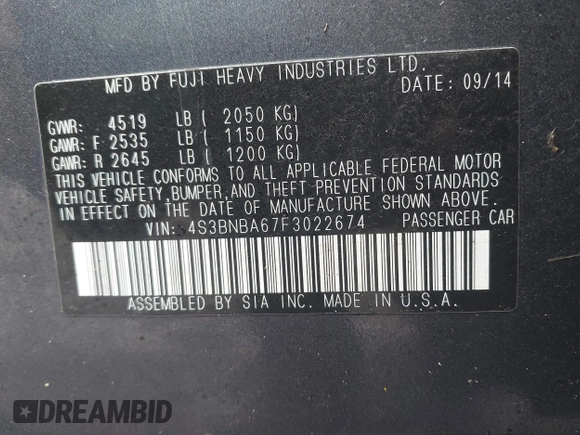 MFD BY FUJI HEAVY INDUSTRIES LTD.
DATE: 09/14
GVWR: 4519 LB ( 2050 KG)
GAWR: F 2535 LB ( 1150 KG)
GAWR: R 2645 LB ( 1200 KG)
THIS VEHICLE CONFORMS TO ALL APPLICABLE FEDERAL MOTOR
VEHICLE SAFETY, BUMPER, AND THEFT PREVENTION STANDARDS
IN EFFECT ON THE DATE OF MANUFACTURE SHOWN ABOVE.
VIN: 4S3BNBA67F3022674 PASSENGER CAR
ASSEMBLED BY SIA INC. MADE IN U.S.A.
DREAMBID